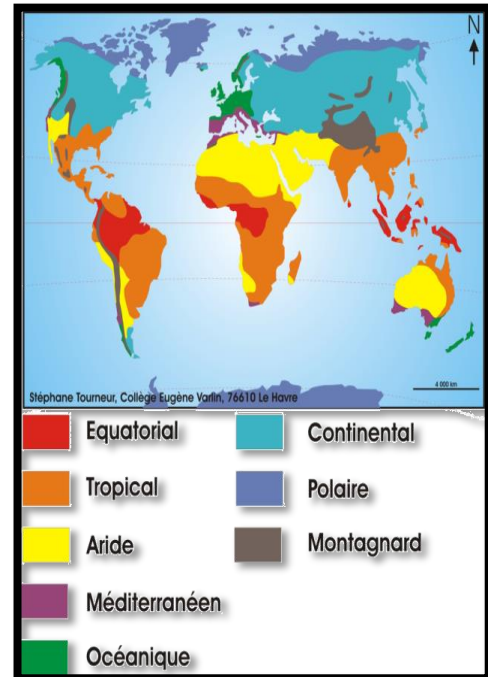 N
4 000 km
Stéphane Tourneur, Collège Eugène Varlin, 76610 Le Havre
Equatorial
Continental
Tropical
Polaire
Aride
Montagnard
Méditerranéen
Océanique